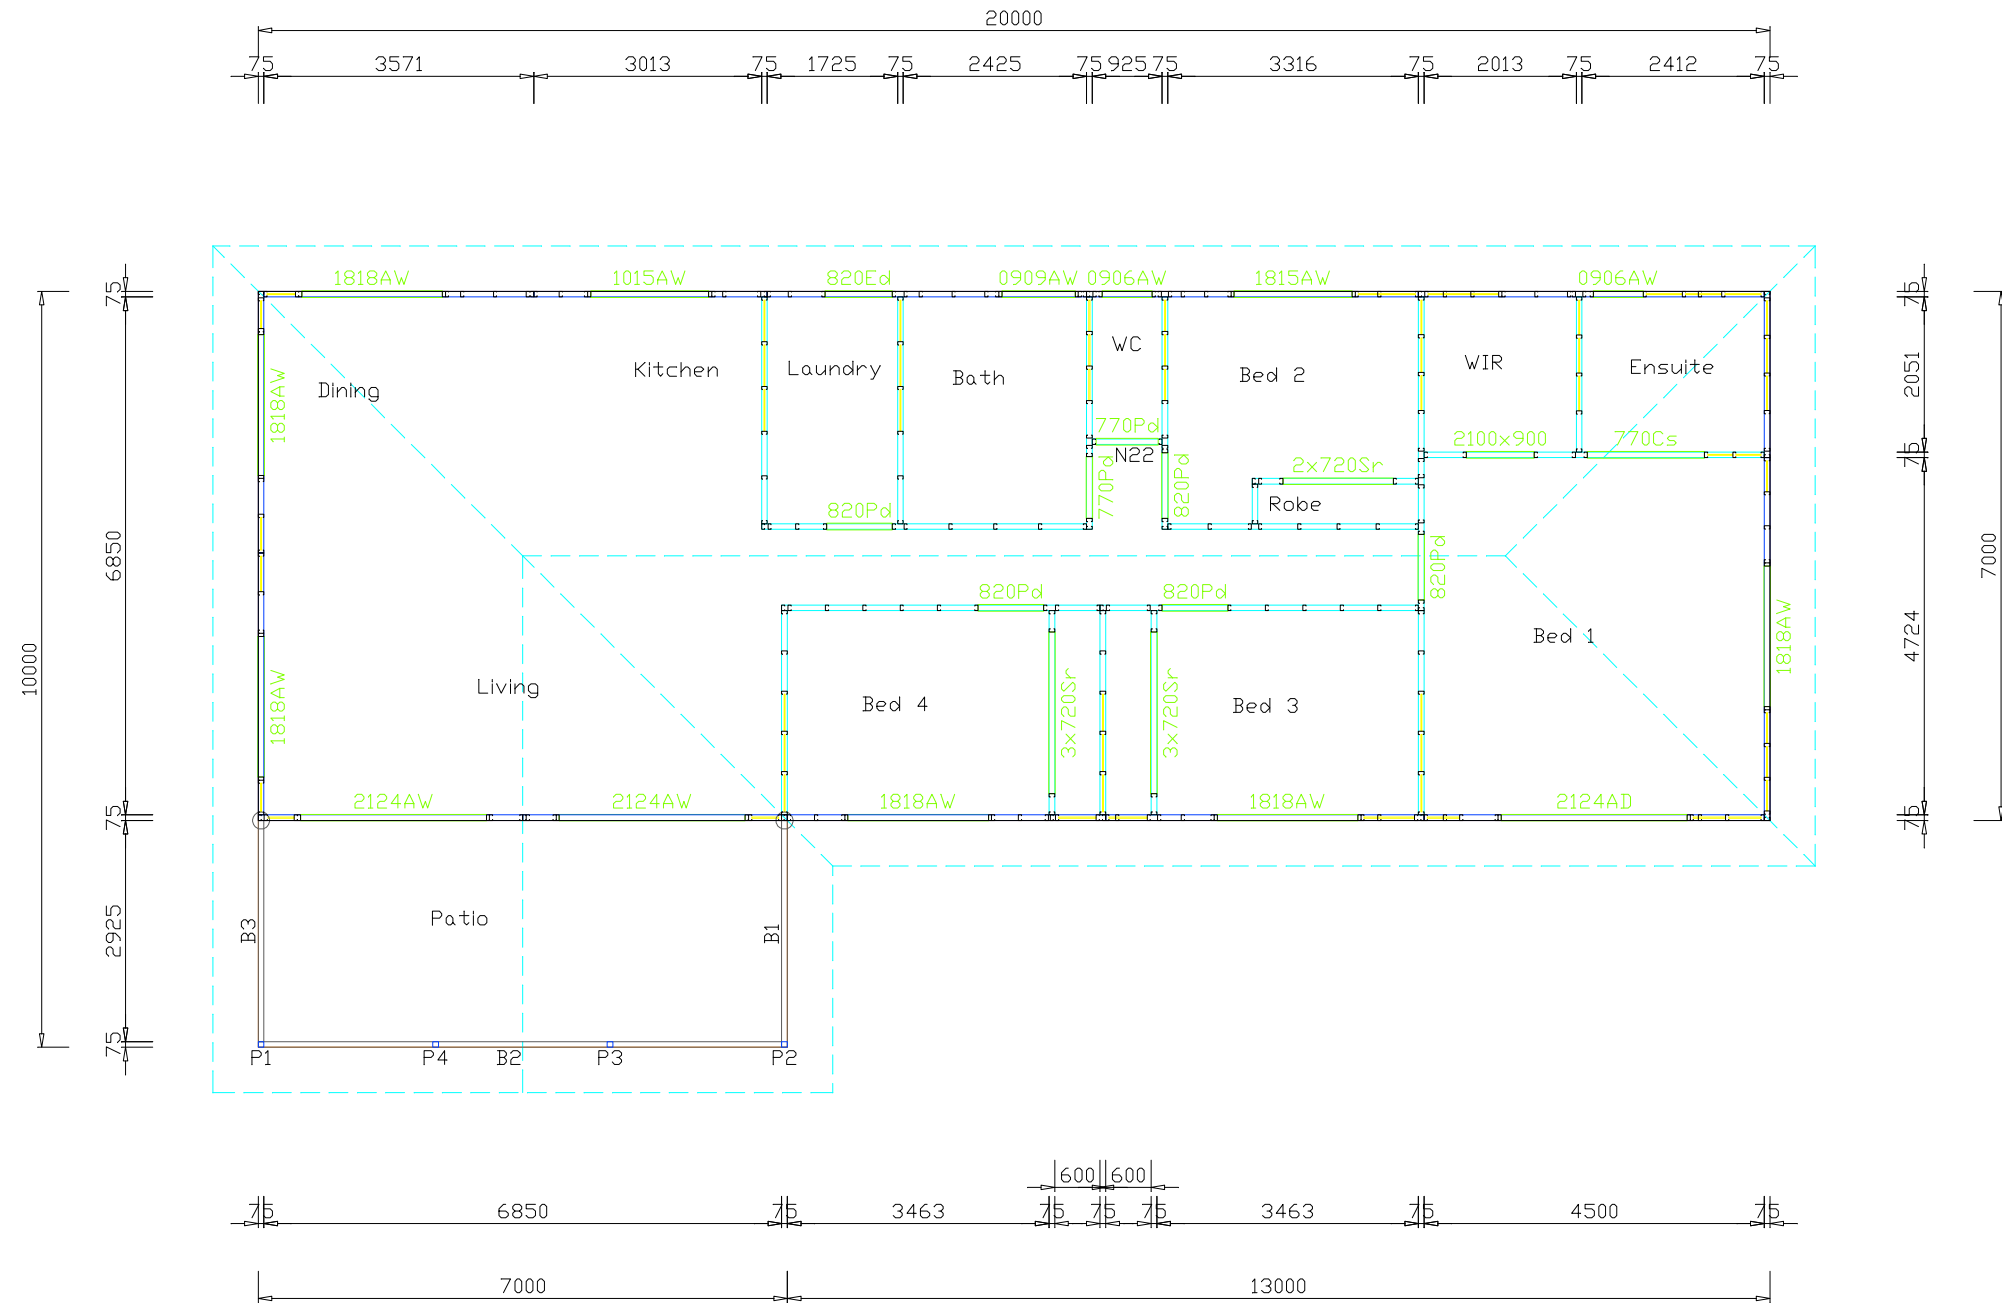 20000
75 3571 3013 75 1725 75 2425 75 925 75 3316 75 2013 75 2412 75
1818AW 1015AW 820Ed 0909AW 0906AW 1815AW 0906AW
75
75
10000
6850
75
2925
75
75
2051
75
4724
75
7000
WC
Dining Kitchen Laundry Bath Bed 2 WIR Ensuite
1818AW
770Pd
2100x900 770Cs
N22
770Pd
820Pd
2x720Sr
Robe
820Pd
820Pd
820Pd 820Pd
Bed 1
1818AW
Living
1818AW
Bed 4
3x720Sr
3x720Sr
Bed 3
2124AW 2124AW 1818AW 1818AW 2124AD
Patio
B3
B1
P1 P4 B2 P3 P2
600 600
75 6850 75 3463 75 75 75 3463 75 4500 75
7000 13000